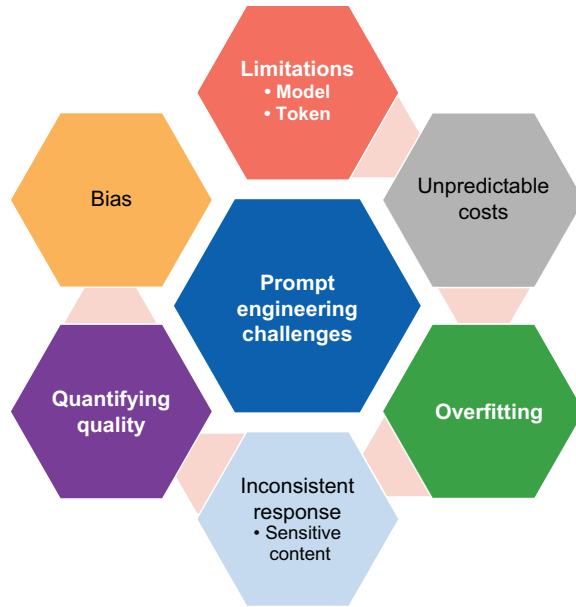 Limitations
• Model
• Token
Unpredictable
costs
Overfitting
Inconsistent
response
• Sensitive
content
Quantifying
quality
Bias
Prompt
engineering
challenges